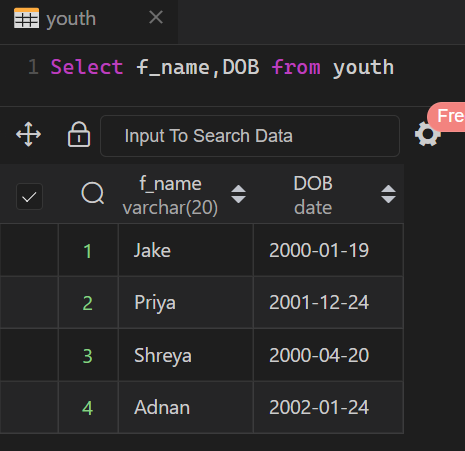 youth
1 Select f_name,DOB from youth
Input To Search Data
Fre
f_name DOB
varchar(20) date
1 Jake 2000-01-19
2 Priya 2001-12-24
3 Shreya 2000-04-20
4 Adnan 2002-01-24